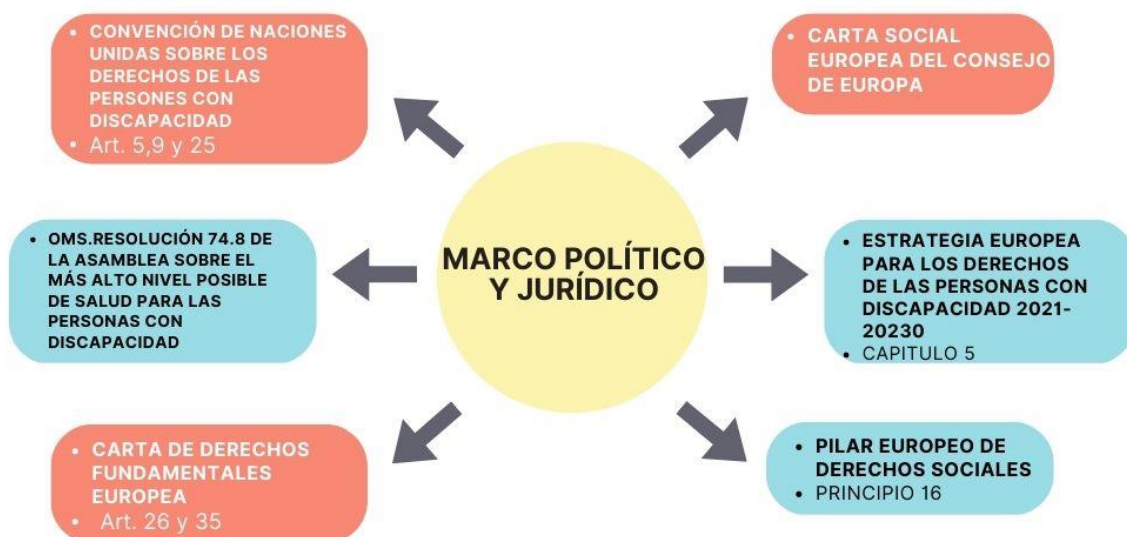 • CONVENCIÓN DE NACIONES
UNIDAS SOBRE LOS
DERECHOS DE LAS
PERSONES CON
DISCAPACIDAD
• Art. 5,9 y 25
• CARTA SOCIAL
EUROPEA DEL CONSEJO
DE EUROPA
MARCO POLÍTICO
Y JURÍDICO
• OMS.RESOLUCIÓN 74.8 DE
LA ASAMBLEA SOBRE EL
MÁS ALTO NIVEL POSIBLE
DE SALUD PARA LAS
PERSONAS CON
DISCAPACIDAD
• ESTRATEGIA EUROPEA
PARA LOS DERECHOS
DE LAS PERSONAS CON
DISCAPACIDAD 2021-
20230
• CAPITULO 5
• CARTA DE DERECHOS
FUNDAMENTALES
EUROPEA
• Art. 26 y 35
• PILAR EUROPEO DE
DERECHOS SOCIALES
• PRINCIPIO 16